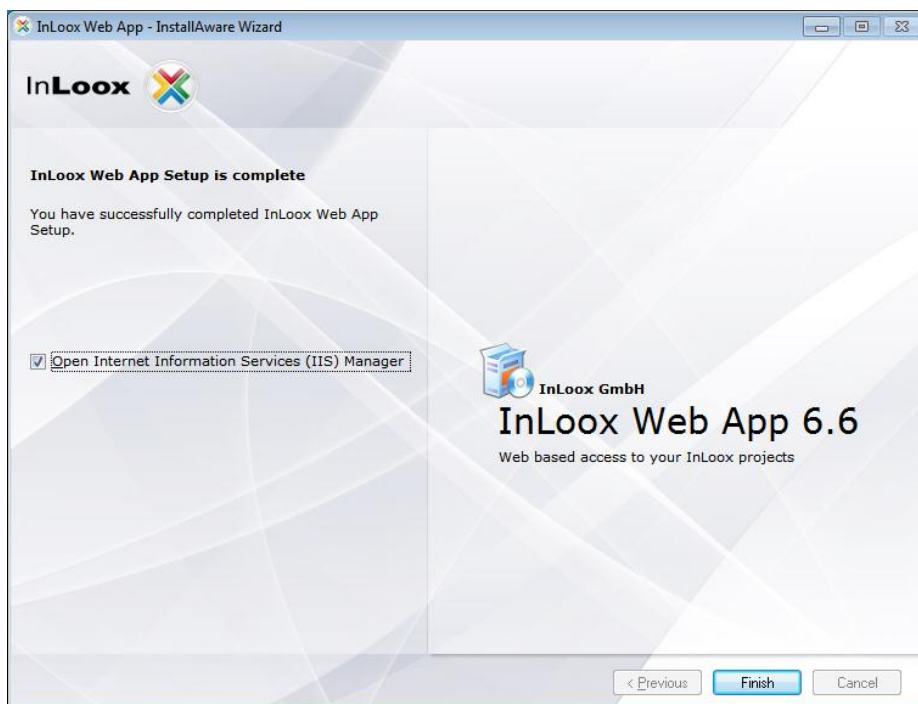 InLoox Web App - InstallAware Wizard
InLoox
InLoox Web App Setup is complete
You have successfully completed InLoox Web App
Setup.
Open Internet Information Services (IIS) Manager
InLoox GmbH
InLoox Web App 6.6
Web based access to your InLoox projects
< Previous
Finish
Cancel